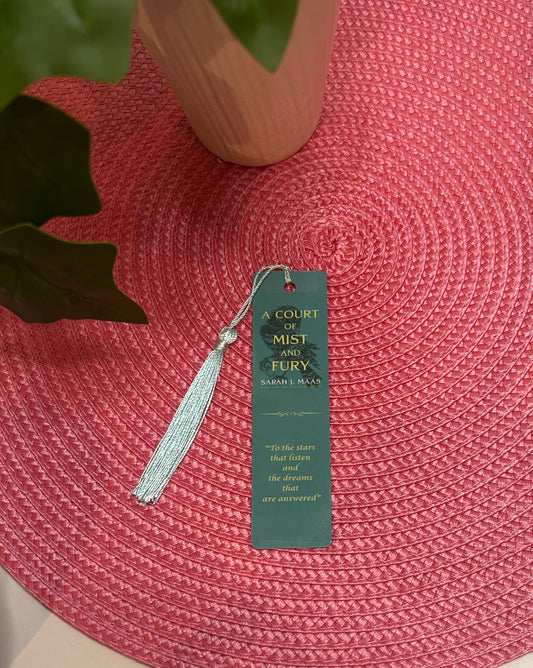 A COURT
OF
MIST
AND
FURY
SARAH J. MAAS
"To the stars
that listen
and
the dreams
that
are answered"